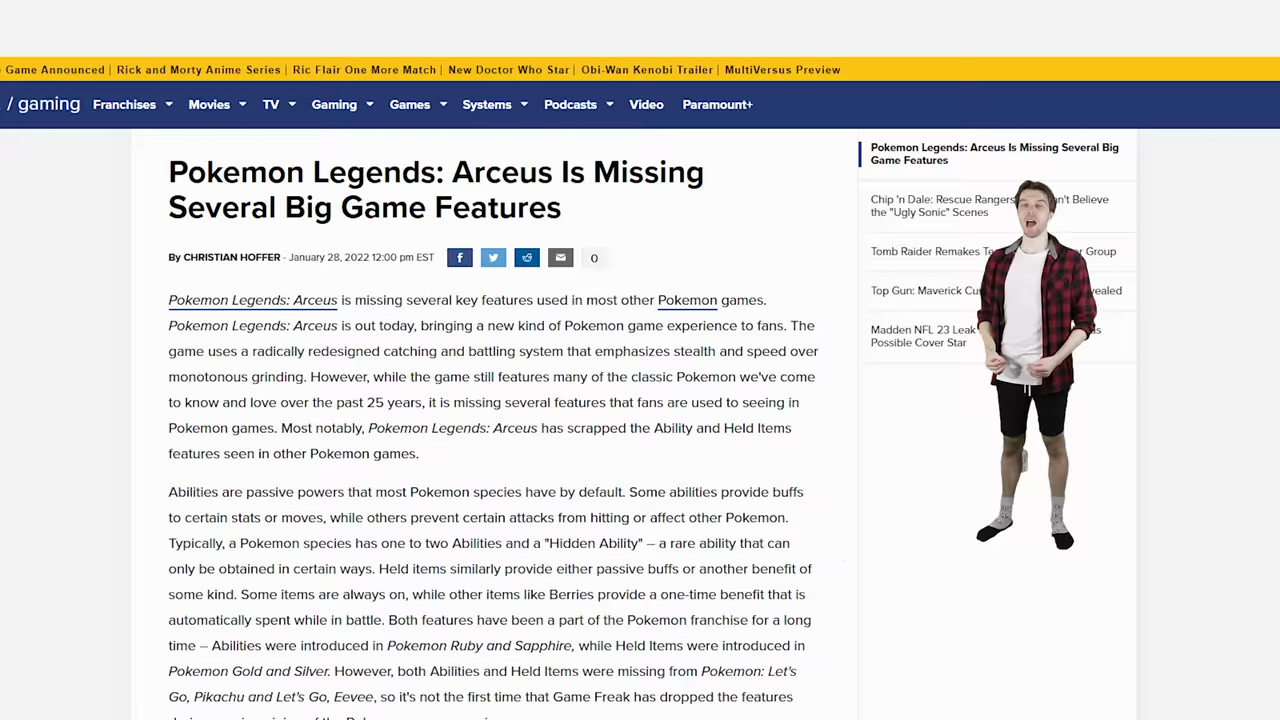 Game Announced | Rick and Morty Anime Series | Ric Flair One More Match | New Doctor Who Star | Obi-Wan Kenobi Trailer | MultiVersus Preview
/ gaming Franchises Movies TV Gaming Games Systems Podcasts Video Paramount+
Pokemon Legends: Arceus Is Missing
Several Big Game Features
By CHRISTIAN HOFFER - January 28, 2022 12:00 pm EST
f
0
Pokemon Legends: Arceus is missing several key features used in most other Pokemon games.
Pokemon Legends: Arceus is out today, bringing a new kind of Pokemon game experience to fans. The
game uses a radically redesigned catching and battling system that emphasizes stealth and speed over
monotonous grinding. However, while the game still features many of the classic Pokemon we've come
to know and love over the past 25 years, it is missing several features that fans are used to seeing in
Pokemon games. Most notably, Pokemon Legends: Arceus has scrapped the Ability and Held Items
features seen in other Pokemon games.
Abilities are passive powers that most Pokemon species have by default. Some abilities provide buffs
to certain stats or moves, while others prevent certain attacks from hitting or affect other Pokemon.
Typically, a Pokemon species has one to two Abilities and a "Hidden Ability" – a rare ability that can
only be obtained in certain ways. Held items similarly provide either passive buffs or another benefit of
some kind. Some items are always on, while other items like Berries provide a one-time benefit that is
automatically spent while in battle. Both features have been a part of the Pokemon franchise for a long
time – Abilities were introduced in Pokemon Ruby and Sapphire, while Held Items were introduced in
Pokemon Gold and Silver. However, both Abilities and Held Items were missing from Pokemon: Let's
Go, Pikachu and Let's Go, Eevee, so it's not the first time that Game Freak has dropped the features
Pokemon Legends: Arceus Is Missing Several Big
Game Features
Chip 'n Dale: Rescue Rangers Believe
the "Ugly Sonic" Scenes
Tomb Raider Remakes Group
Top Gun: Maverick
Madden NFL 23 Leak
Possible Cover Star